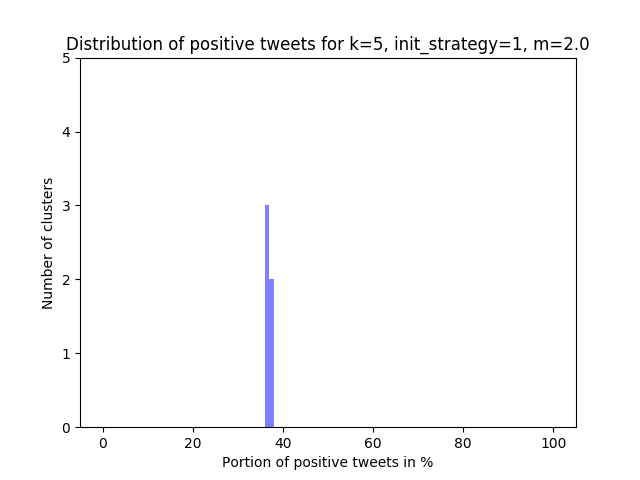 Distribution of positive tweets for k=5, init_strategy=1, m=2.0
5
4
3
2
1
0
Number of clusters
0 20 40 60 80 100
Portion of positive tweets in %